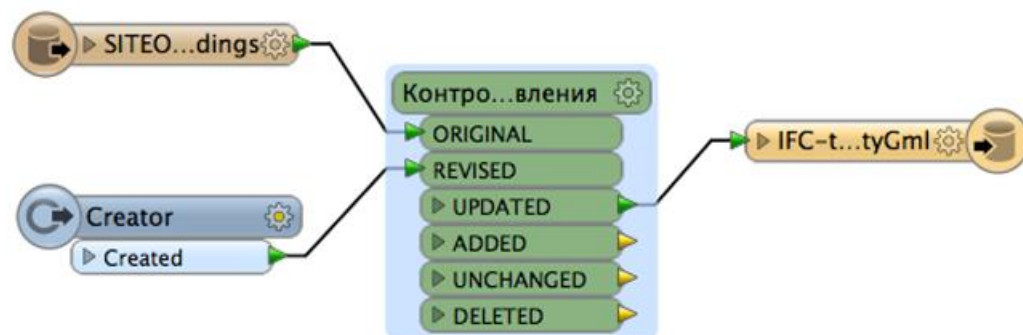 SITEO...dings
Контро...вления
ORIGINAL
REVISED
UPDATED
ADDED
UNCHANGED
DELETED
Creator
Created
IFC-t...tyGml